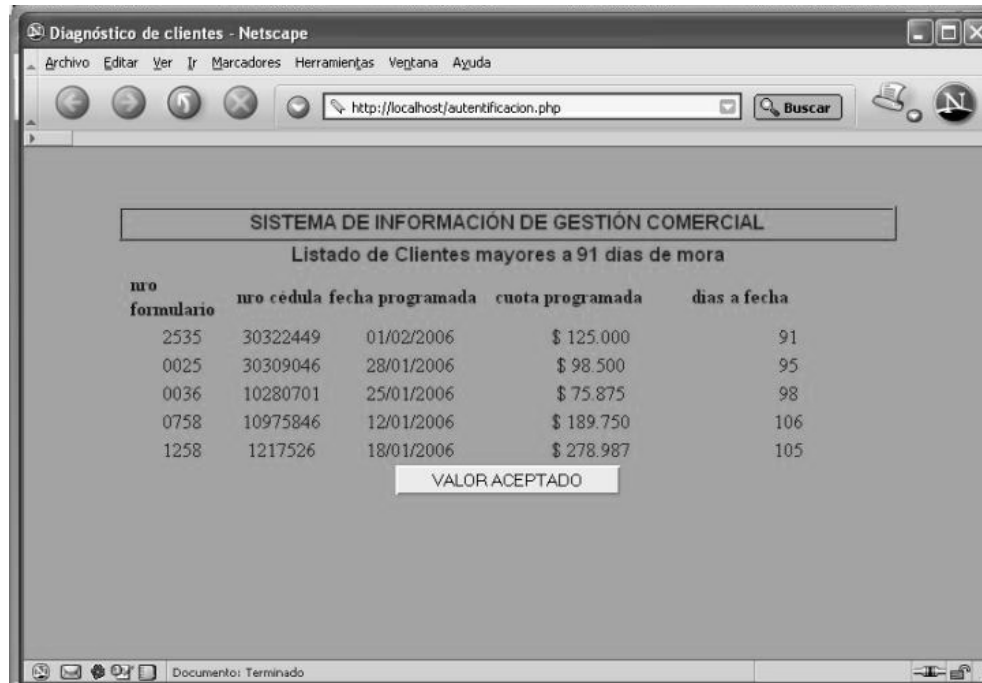 Diagnóstico de clientes - Netscape
Archivo Editar Ver Ir Marcadores Herramientas Ventana Ayuda
http://localhost/autentificacion.php Buscar N
SISTEMA DE INFORMACIÓN DE GESTIÓN COMERCIAL
Listado de Clientes mayores a 91 dias de mora
nro formulario nro cédula fecha programada cuota programada dias a fecha
2535 30322449 01/02/2006 $ 125.000 91
0025 30309046 28/01/2006 $ 98.500 95
0036 10280701 25/01/2006 $ 75.875 98
0758 10975846 12/01/2006 $ 189.750 106
1258 1217526 18/01/2006 $ 278.987 105
VALOR ACEPTADO
Documento: Terminado